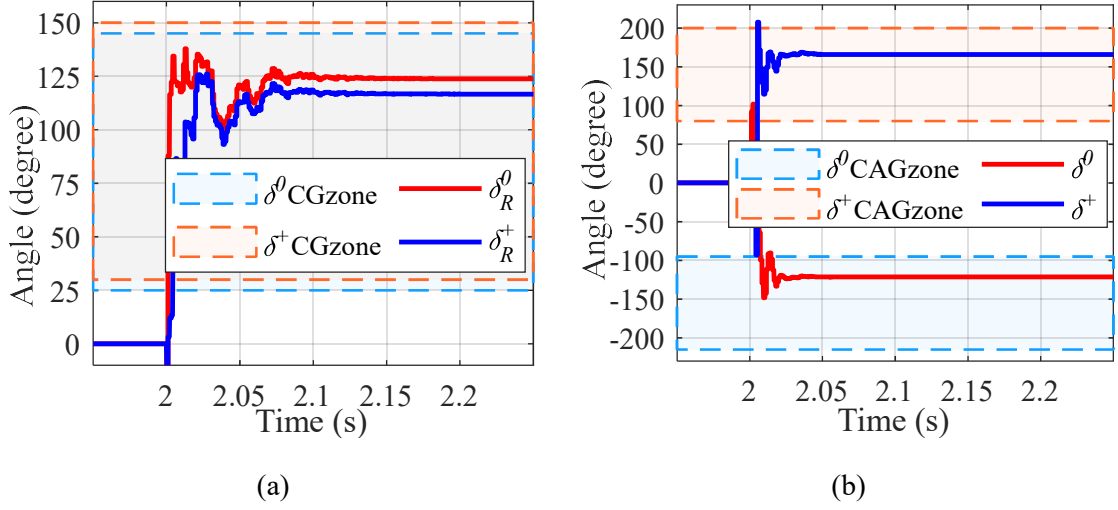 150
125
100
75
50
25
0
Angle (degree)
δ⁰CGzone
δ⁺CGzone
δ⁰R
δ⁺R
2
2.05
2.1
2.15
2.2
Time (s)
(a)
200
150
100
50
0
-50
-100
-150
-200
Angle (degree)
δ⁰CAGzone
δ⁺CAGzone
δ⁰
δ⁺
2
2.05
2.1
2.15
2.2
Time (s)
(b)